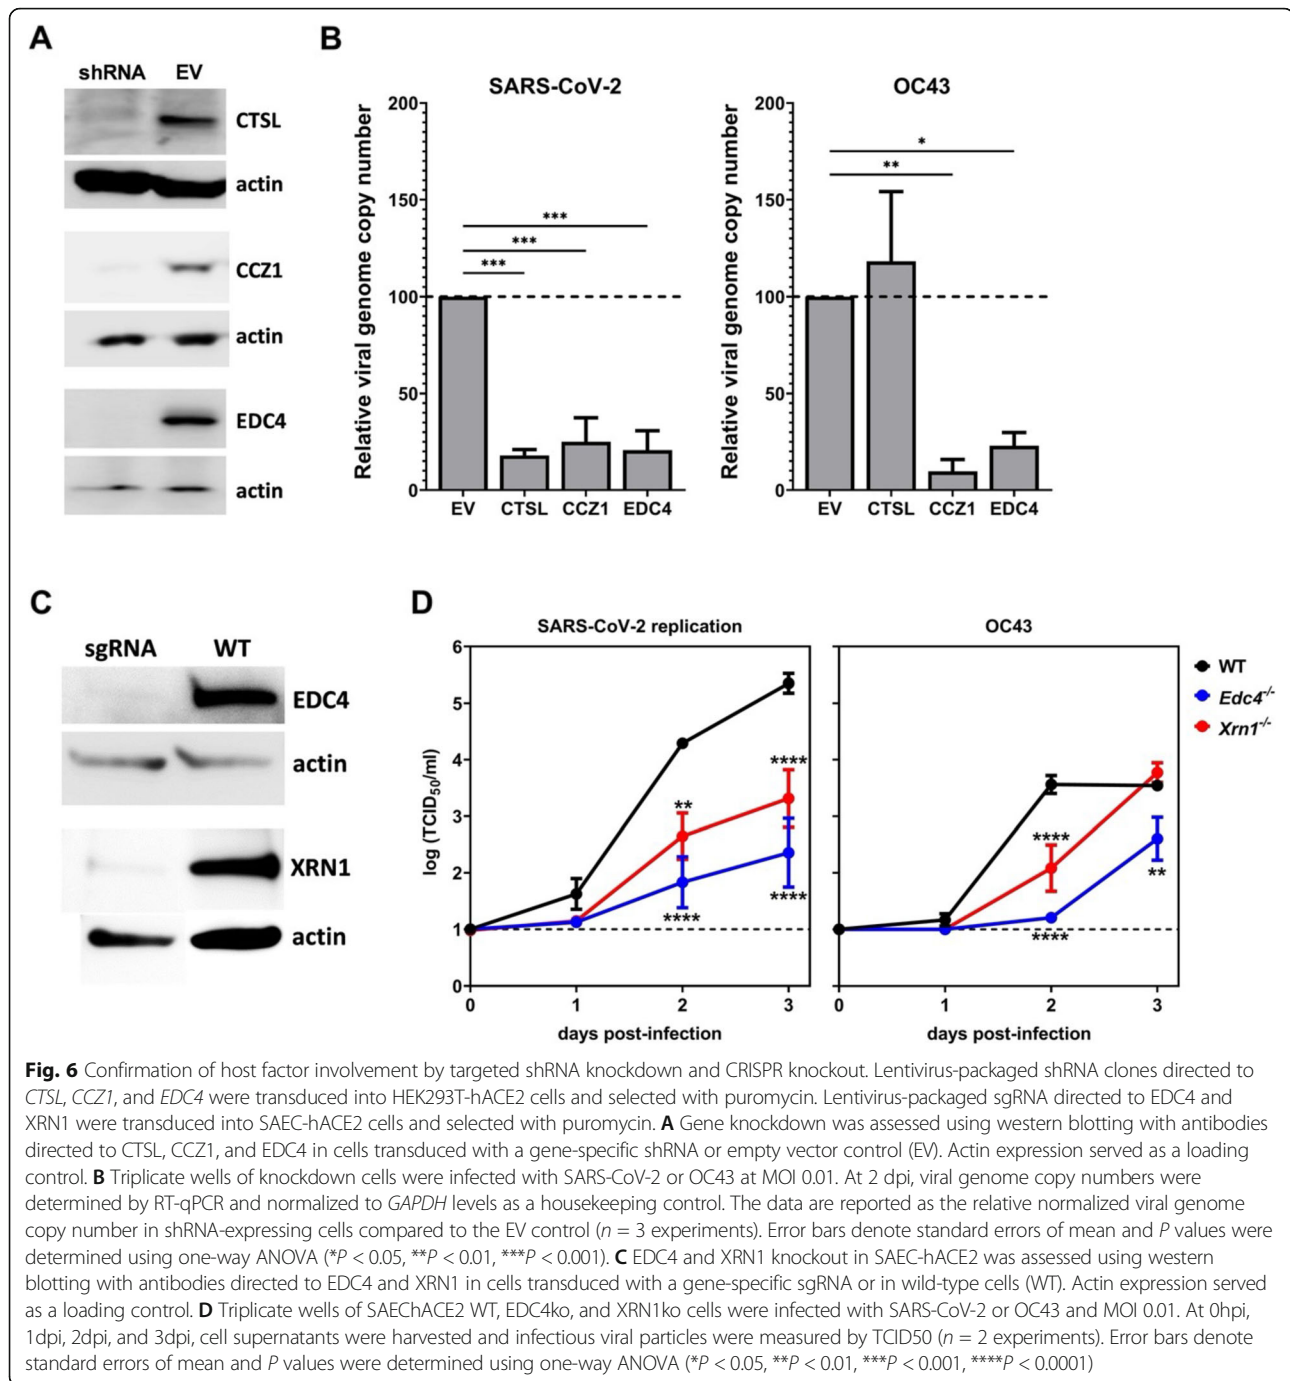 A
shRNA EV
CTSL
actin
CCZ1
actin
EDC4
actin
B
SARS-CoV-2
Relative viral genome copy number
200
150
100
50
0
*** 
***
***
EV CTSL CCZ1 EDC4
OC43
Relative viral genome copy number
200
150
100
50
0
*
**
EV CTSL CCZ1 EDC4
C
sgRNA WT
EDC4
actin
XRN1
actin
D
SARS-CoV-2 replication
log (TCID50/ml)
6
5
4
3
2
1
0
****
**
****
****
0 1 2 3
days post-infection
OC43
****
**
****
0 1 2 3
days post-infection
WT
Edc4-/-
Xrn1-/-
Fig. 6 Confirmation of host factor involvement by targeted shRNA knockdown and CRISPR knockout. Lentivirus-packaged shRNA clones directed to
CTSL, CCZ1, and EDC4 were transduced into HEK293T-hACE2 cells and selected with puromycin. Lentivirus-packaged sgRNA directed to EDC4 and
XRN1 were transduced into SAEC-hACE2 cells and selected with puromycin. A Gene knockdown was assessed using western blotting with antibodies
directed to CTSL, CCZ1, and EDC4 in cells transduced with a gene-specific shRNA or empty vector control (EV). Actin expression served as a loading
control. B Triplicate wells of knockdown cells were infected with SARS-CoV-2 or OC43 at MOI 0.01. At 2 dpi, viral genome copy numbers were
determined by RT-qPCR and normalized to GAPDH levels as a housekeeping control. The data are reported as the relative normalized viral genome
copy number in shRNA-expressing cells compared to the EV control (n = 3 experiments). Error bars denote standard errors of mean and P values were
determined using one-way ANOVA (*P < 0.05, **P < 0.01, ***P < 0.001). C EDC4 and XRN1 knockout in SAEC-hACE2 was assessed using western
blotting with antibodies directed to EDC4 and XRN1 in cells transduced with a gene-specific sgRNA or in wild-type cells (WT). Actin expression served
as a loading control. D Triplicate wells of SAEChACE2 WT, EDC4ko, and XRN1ko cells were infected with SARS-CoV-2 or OC43 and MOI 0.01. At 0hpi,
1dpi, 2dpi, and 3dpi, cell supernatants were harvested and infectious viral particles were measured by TCID50 (n = 2 experiments). Error bars denote
standard errors of mean and P values were determined using one-way ANOVA (*P < 0.05, **P < 0.01, ***P < 0.001, ****P < 0.0001)